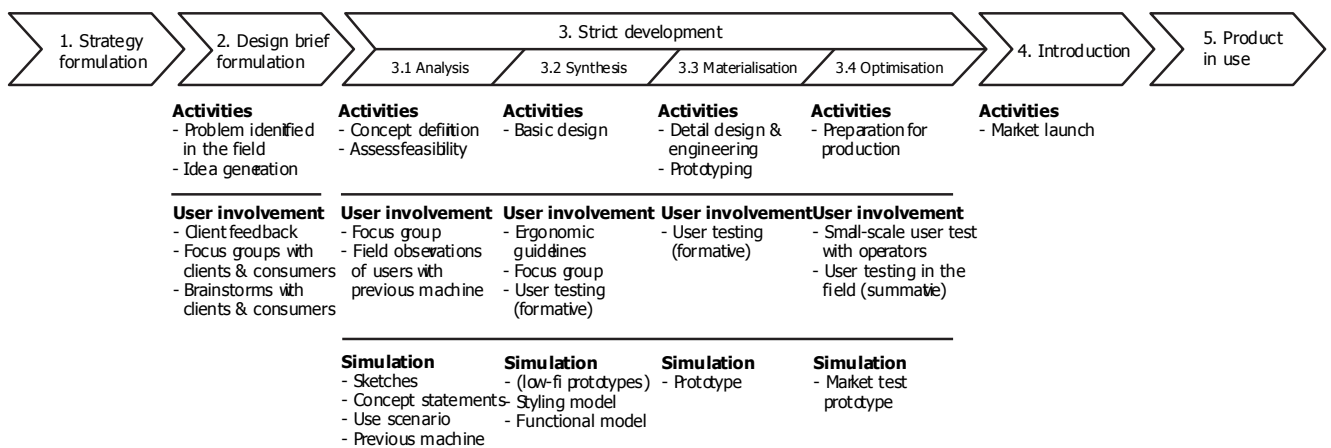 1. Strategy
formulation
2. Design brief
formulation
3. Strict development
3.1 Analysis
3.2 Synthesis
3.3 Materialisation
3.4 Optimisation
4. Introduction
5. Product
in use
Activities
- Problem identified
in the field
- Idea generation
Activities
- Concept definition
- Assess feasibility
Activities
- Basic design
Activities
- Detail design &
engineering
- Prototyping
Activities
- Preparation for
production
Activities
- Market launch
User involvement
- Client feedback
- Focus groups with
clients & consumers
- Brainstorms with
clients & consumers
User involvement
- Focus group
- Field observations
of users with
previous machine
User involvement
- Ergonomic
guidelines
- Focus group
- User testing
(formative)
User involvement
- User testing
(formative)
User involvement
- Small-scale user test
with operators
- User testing in the
field (summative)
Simulation
- Sketches
- Concept statements
- Use scenario
- Previous machine
Simulation
- (low-fi prototypes)
- Styling model
- Functional model
Simulation
- Prototype
Simulation
- Market test
prototype